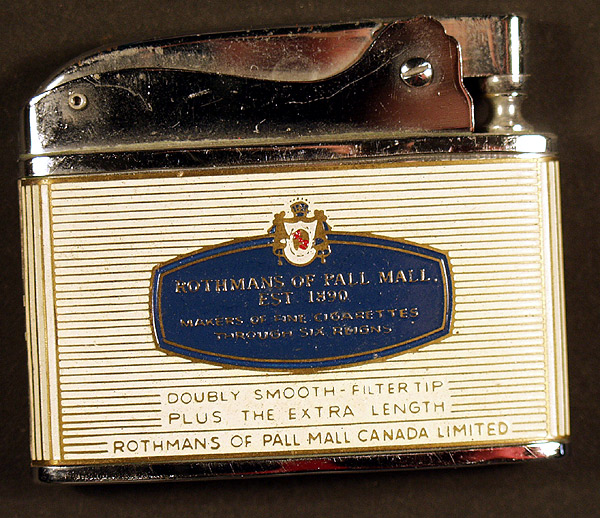 ROTHMANS OF PALL MALL.
EST. 1890
MAKERS OF FINE CIGARETTES
THROUGH SIX REIGNS
DOUBLY SMOOTH-FILTER TIP
PLUS THE EXTRA LENGTH
ROTHMANS OF PALL MALL CANADA LIMITED